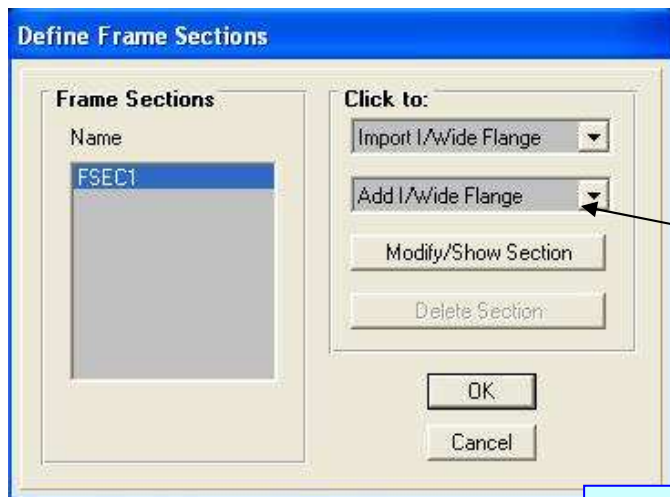 Define Frame Sections
Frame Sections
Name
FSEC1
Click to:
Import I/Wide Flange
Add I/Wide Flange
Modify/Show Section
Delete Section
OK
Cancel